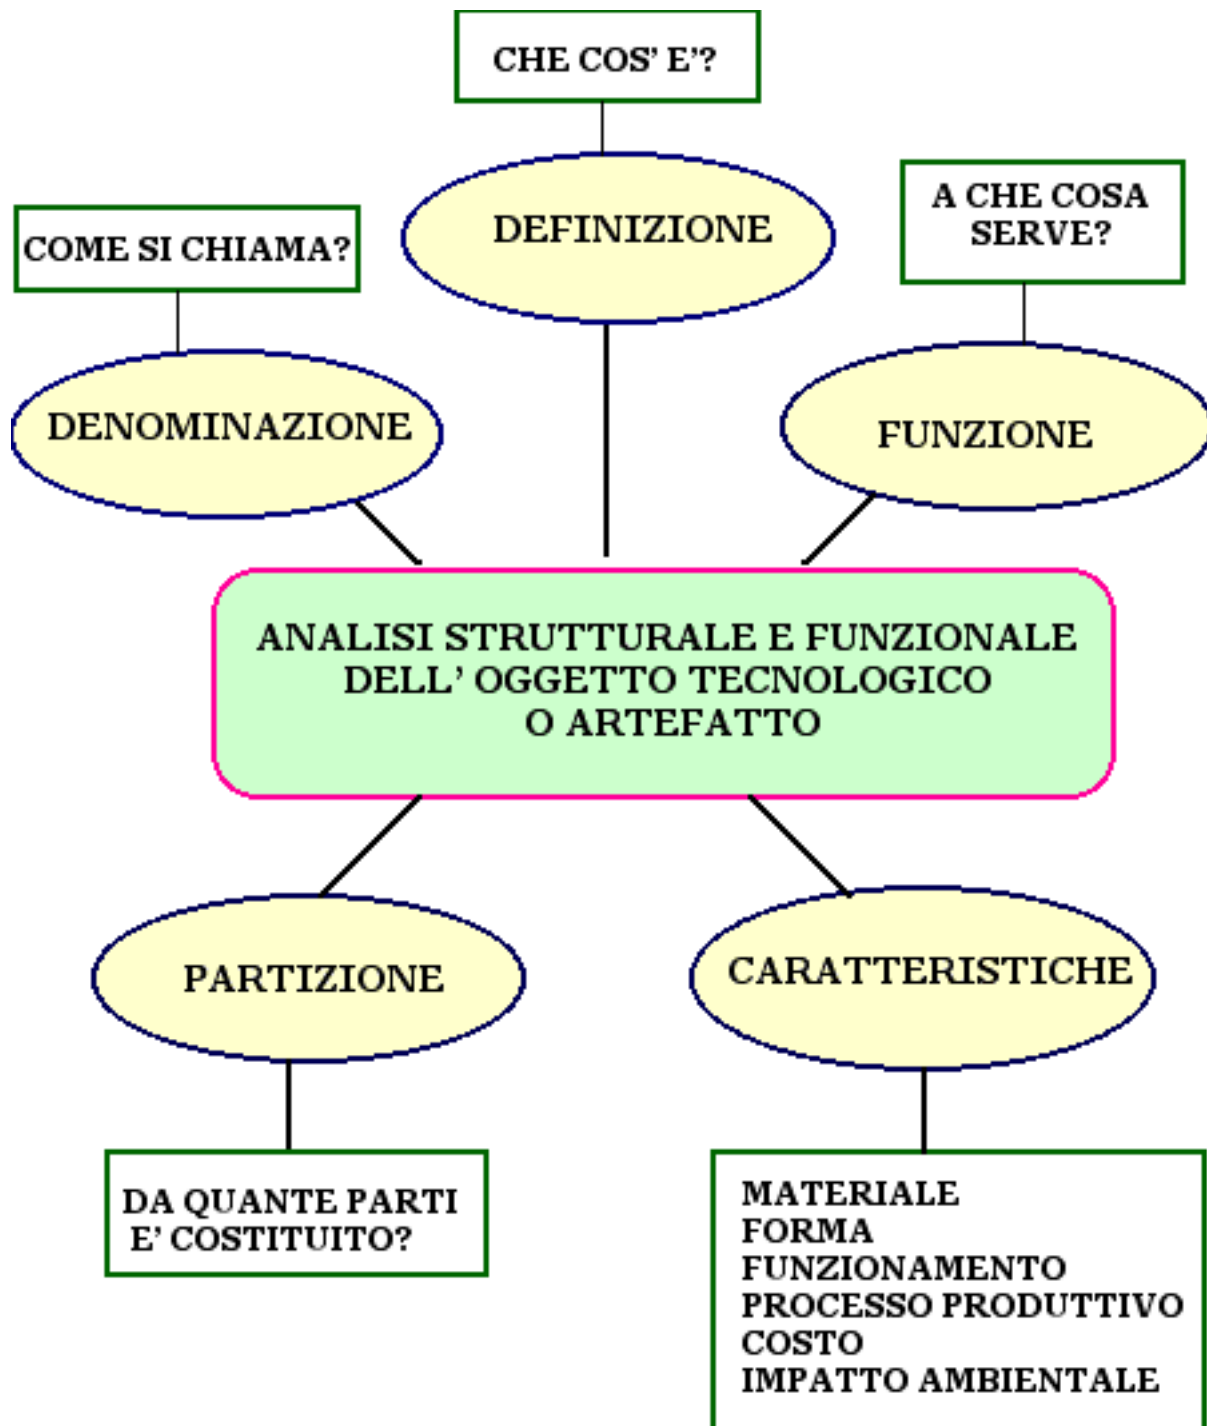 CHE COS' E'?
DEFINIZIONE
A CHE COSA
SERVE?
COME SI CHIAMA?
DENOMINAZIONE
FUNZIONE
ANALISI STRUTTURALE E FUNZIONALE
DELL' OGGETTO TECNOLOGICO
O ARTEFATTO
PARTIZIONE
CARATTERISTICHE
DA QUANTE PARTI
E' COSTITUITO?
MATERIALE
FORMA
FUNZIONAMENTO
PROCESSO PRODUTTIVO
COSTO
IMPATTO AMBIENTALE